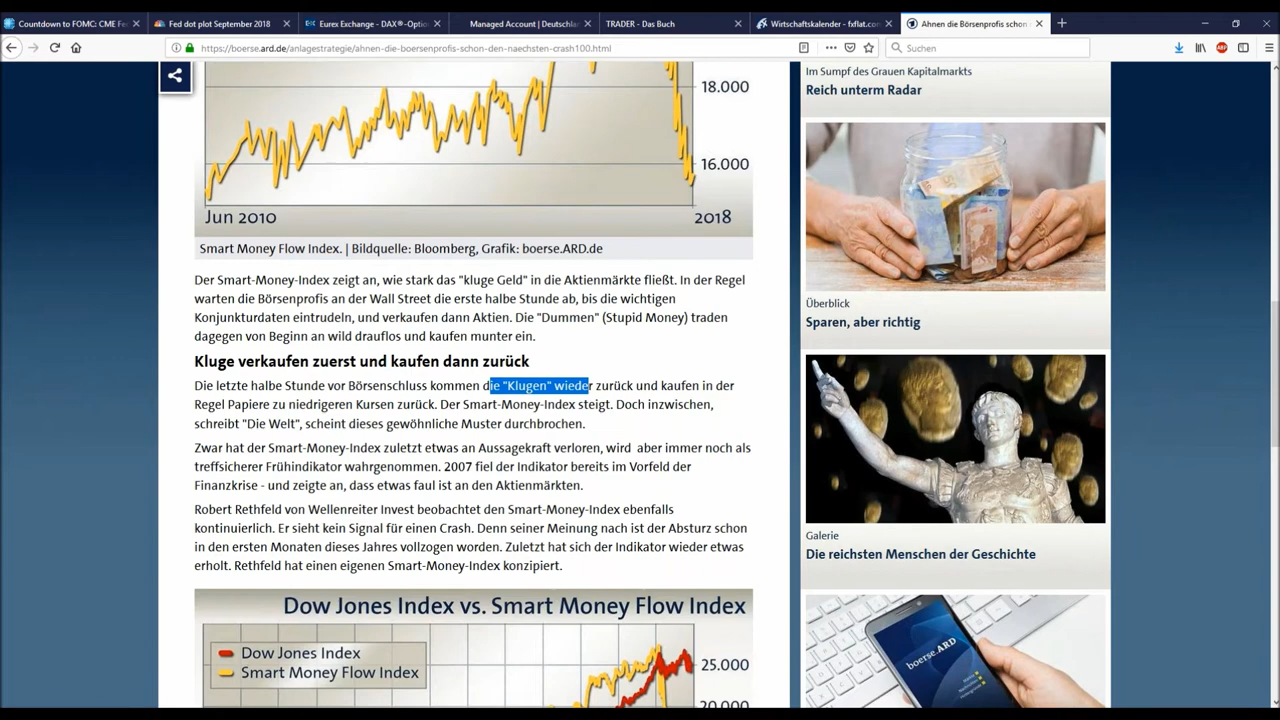 Countdown to FOMC: CME Fe
Fed dot plot September 2018
Eurex Exchange - DAX®-Optio
Managed Account | Deutschla
TRADER - Das Buch
Wirtschaftskalender - fxflat.com
Ahnen die Börsenprofis schon
https://boerse.ard.de/anlagestrategie/ahnen-die-boersenprofis-schon-den-naechsten-crash100.html
Suchen
ABP
18.000
16.000
Jun 2010
2018
Smart Money Flow Index. | Bildquelle: Bloomberg, Grafik: boerse.ARD.de
Der Smart-Money-Index zeigt an, wie stark das "kluge Geld" in die Aktienmärkte fließt. In der Regel
warten die Börsenprofis an der Wall Street die erste halbe Stunde ab, bis die wichtigen
Konjunkturdaten eintrudeln, und verkaufen dann Aktien. Die "Dummen" (Stupid Money) traden
dagegen von Beginn an wild drauflos und kaufen munter ein.
Kluge verkaufen zuerst und kaufen dann zurück
Die letzte halbe Stunde vor Börsenschluss kommen die "Klugen" wieder zurück und kaufen in der
Regel Papiere zu niedrigeren Kursen zurück. Der Smart-Money-Index steigt. Doch inzwischen,
schreibt "Die Welt", scheint dieses gewöhnliche Muster durchbrochen.
Zwar hat der Smart-Money-Index zuletzt etwas an Aussagekraft verloren, wird aber immer noch als
treffsicherer Frühindikator wahrgenommen. 2007 fiel der Indikator bereits im Vorfeld der
Finanzkrise - und zeigte an, dass etwas faul ist an den Aktienmärkten.
Robert Rethfeld von Wellenreiter Invest beobachtet den Smart-Money-Index ebenfalls
kontinuierlich. Er sieht kein Signal für einen Crash. Denn seiner Meinung nach ist der Absturz schon
in den ersten Monaten dieses Jahres vollzogen worden. Zuletzt hat sich der Indikator wieder etwas
erholt. Rethfeld hat einen eigenen Smart-Money-Index konzipiert.
Dow Jones Index vs. Smart Money Flow Index
Dow Jones Index
Smart Money Flow Index
25.000
20.000
Im Sumpf des Grauen Kapitalmarkts
Reich unterm Radar
Überblick
Sparen, aber richtig
Galerie
Die reichsten Menschen der Geschichte
boerse.ARD